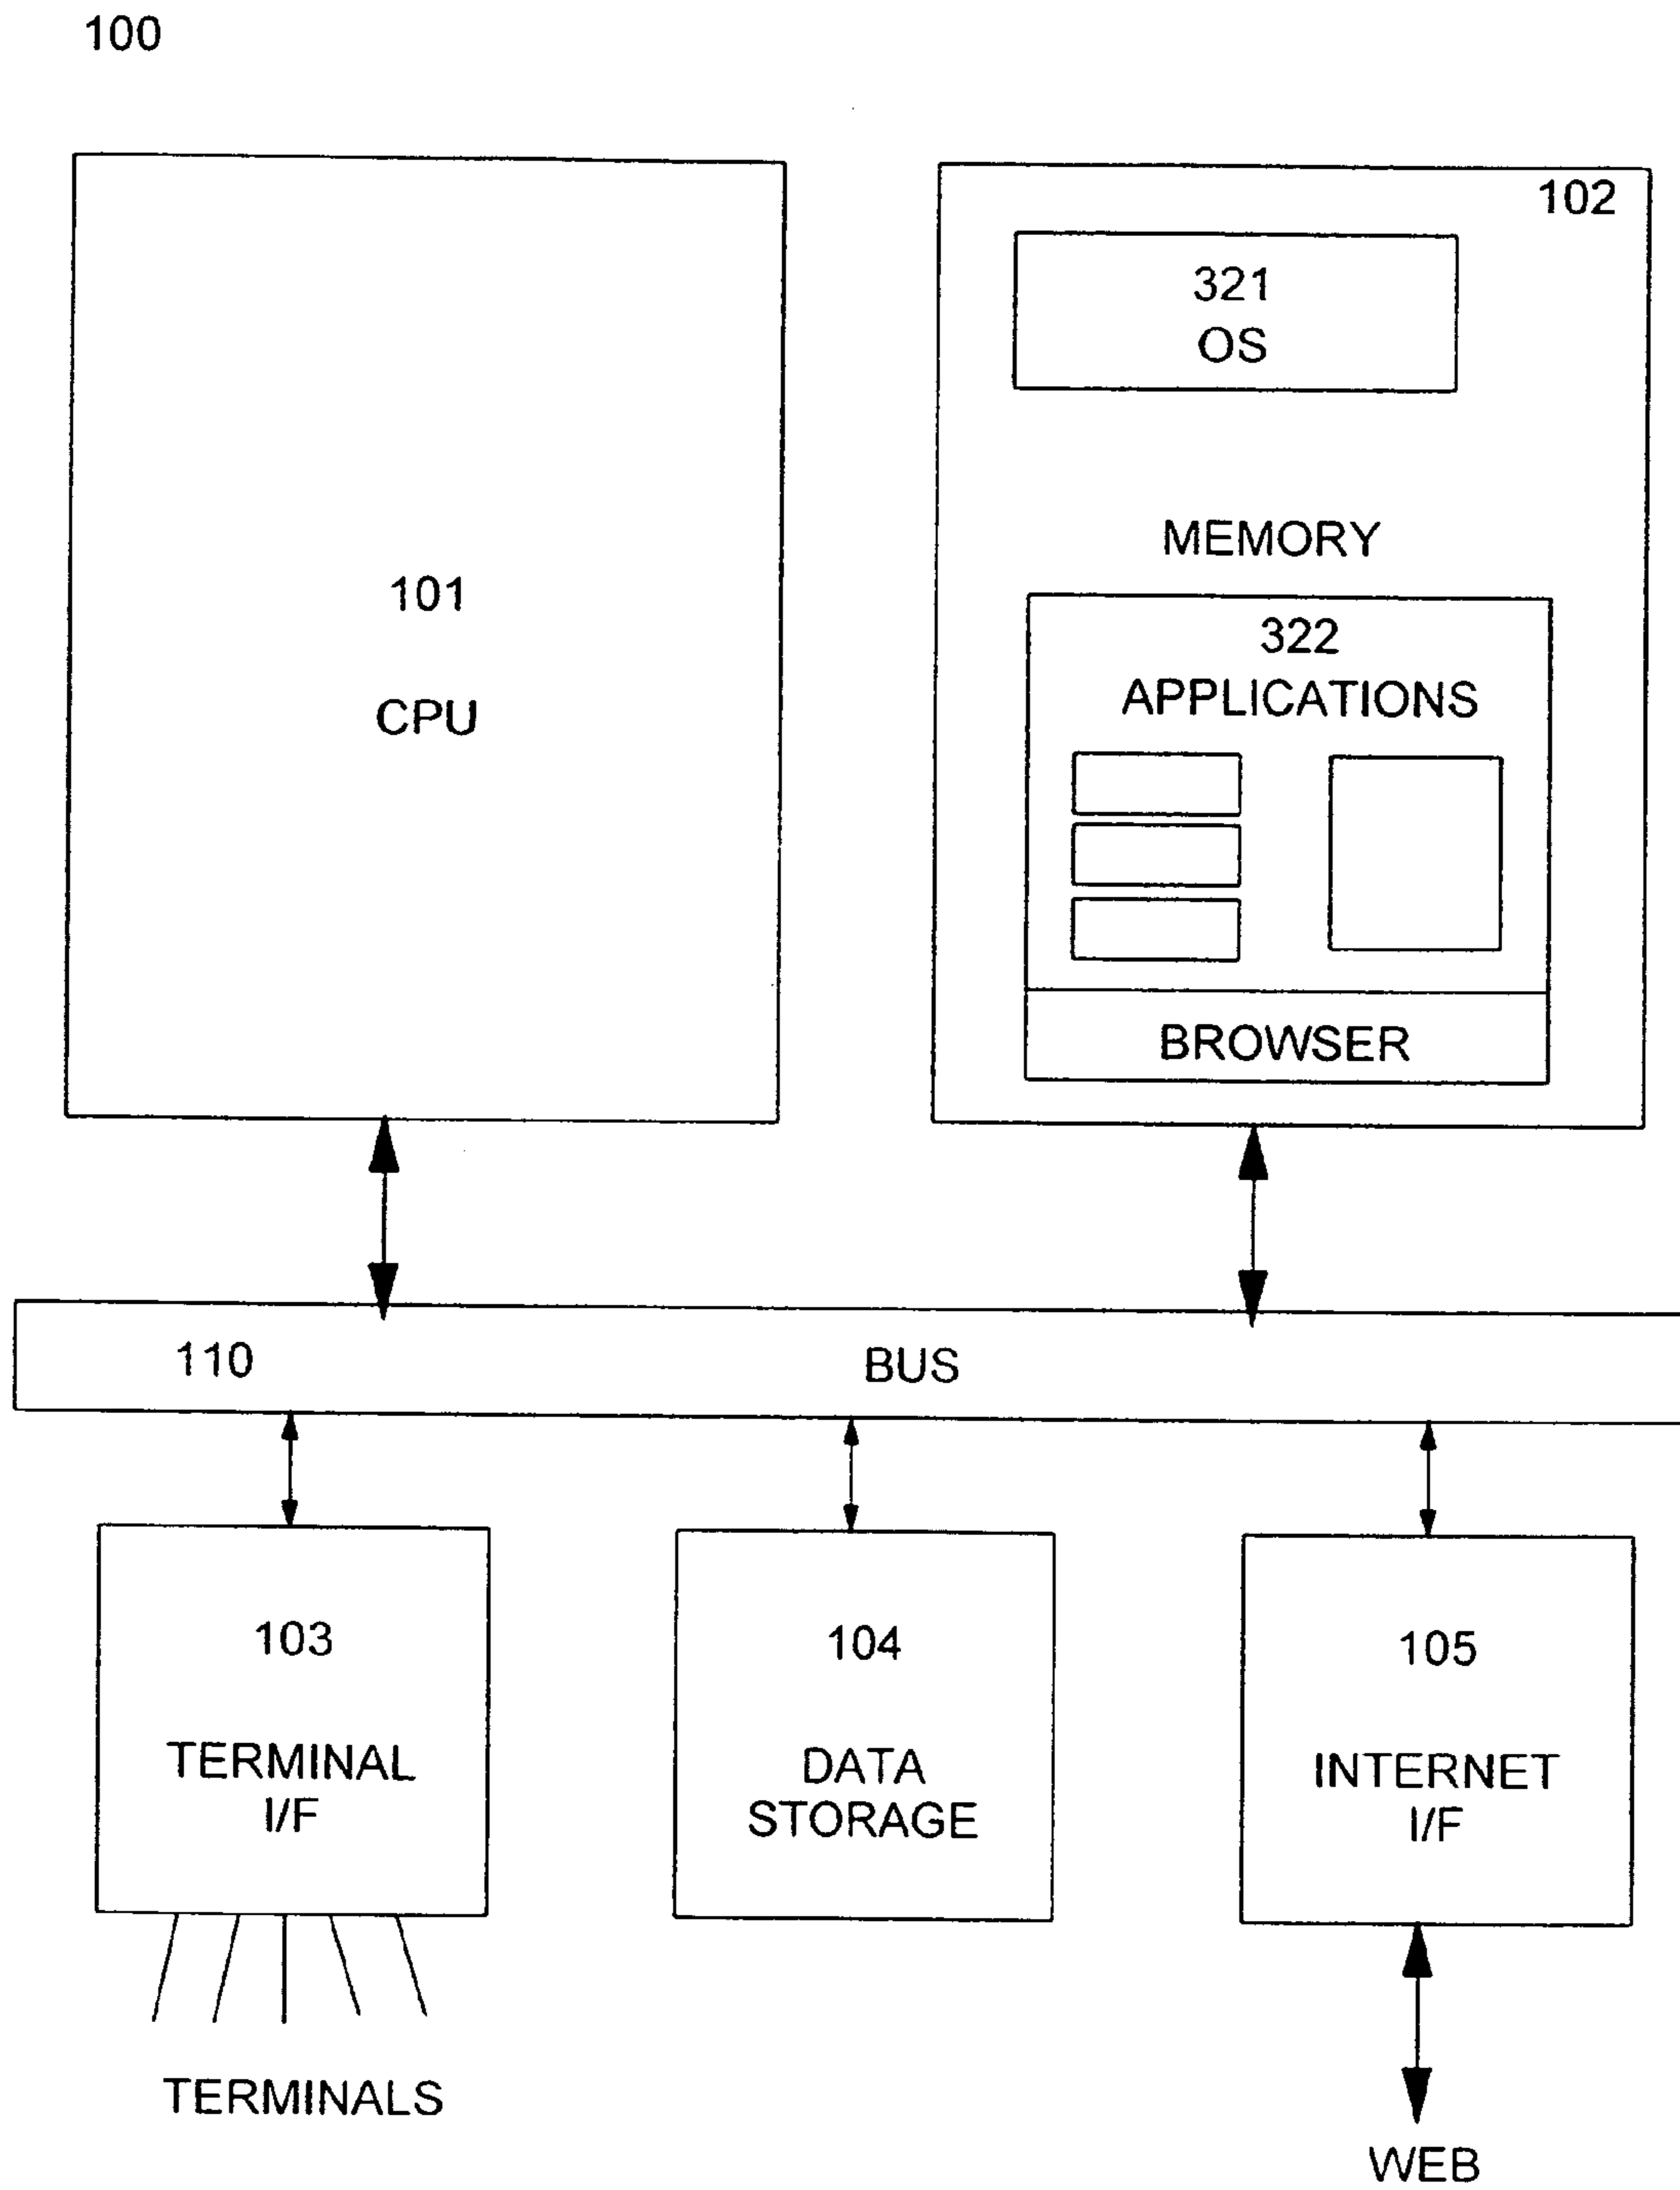 100
102
321
OS
MEMORY
101
CPU
322
APPLICATIONS
BROWSER
110
BUS
103
TERMINAL
I/F
104
DATA
STORAGE
105
INTERNET
I/F
TERMINALS
WEB